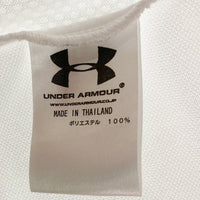 UNDER ARMOUR
WWW.UNDERARMOUR.CO.JP
MADE IN THAILAND
ポリエステル 100%